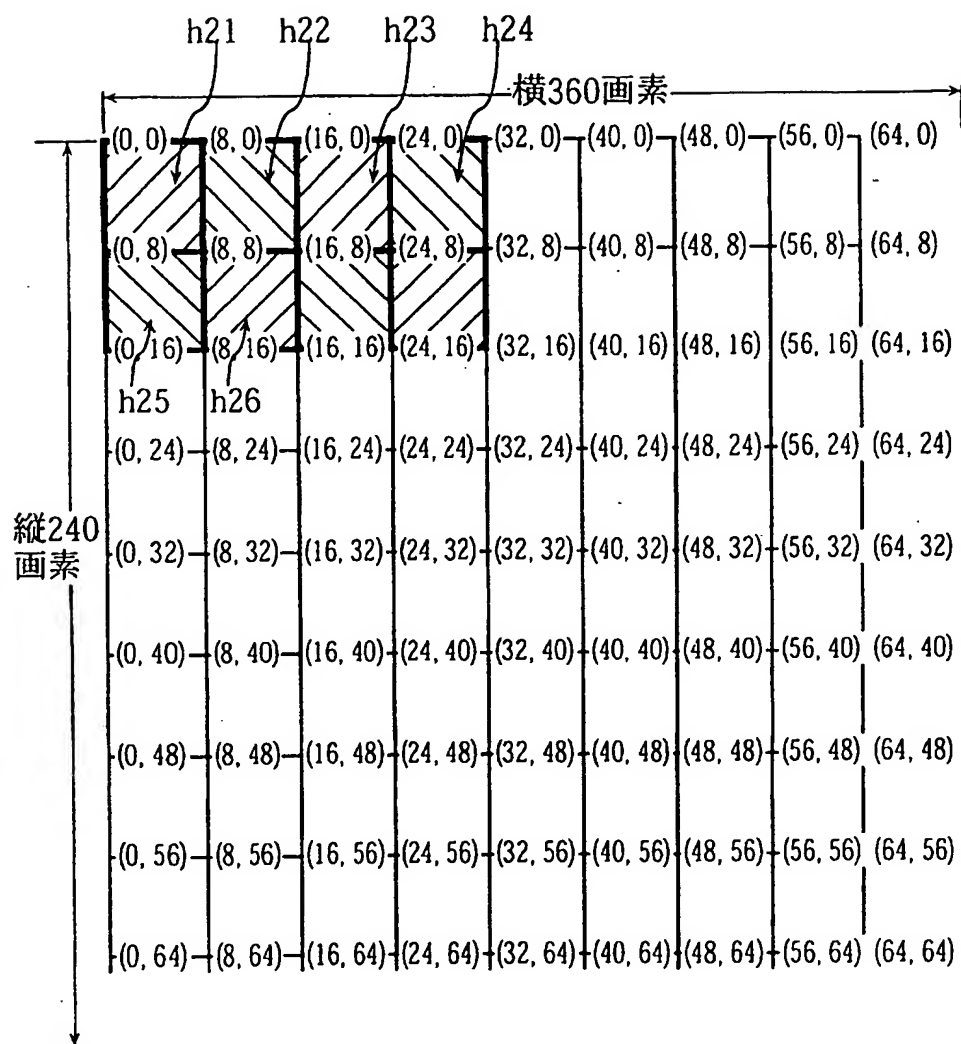 h21 h22 h23 h24
横360画素
(0, 0) (8, 0) (16, 0) (24, 0) (32, 0) (40, 0) (48, 0) (56, 0) (64, 0)
(0, 8) (8, 8) (16, 8) (24, 8) (32, 8) (40, 8) (48, 8) (56, 8) (64, 8)
(0, 16) (8, 16) (16, 16) (24, 16) (32, 16) (40, 16) (48, 16) (56, 16) (64, 16)
h25 h26
(0, 24) (8, 24) (16, 24) (24, 24) (32, 24) (40, 24) (48, 24) (56, 24) (64, 24)
縦240
画素
(0, 32) (8, 32) (16, 32) (24, 32) (32, 32) (40, 32) (48, 32) (56, 32) (64, 32)
(0, 40) (8, 40) (16, 40) (24, 40) (32, 40) (40, 40) (48, 40) (56, 40) (64, 40)
(0, 48) (8, 48) (16, 48) (24, 48) (32, 48) (40, 48) (48, 48) (56, 48) (64, 48)
(0, 56) (8, 56) (16, 56) (24, 56) (32, 56) (40, 56) (48, 56) (56, 56) (64, 56)
(0, 64) (8, 64) (16, 64) (24, 64) (32, 64) (40, 64) (48, 64) (56, 64) (64, 64)